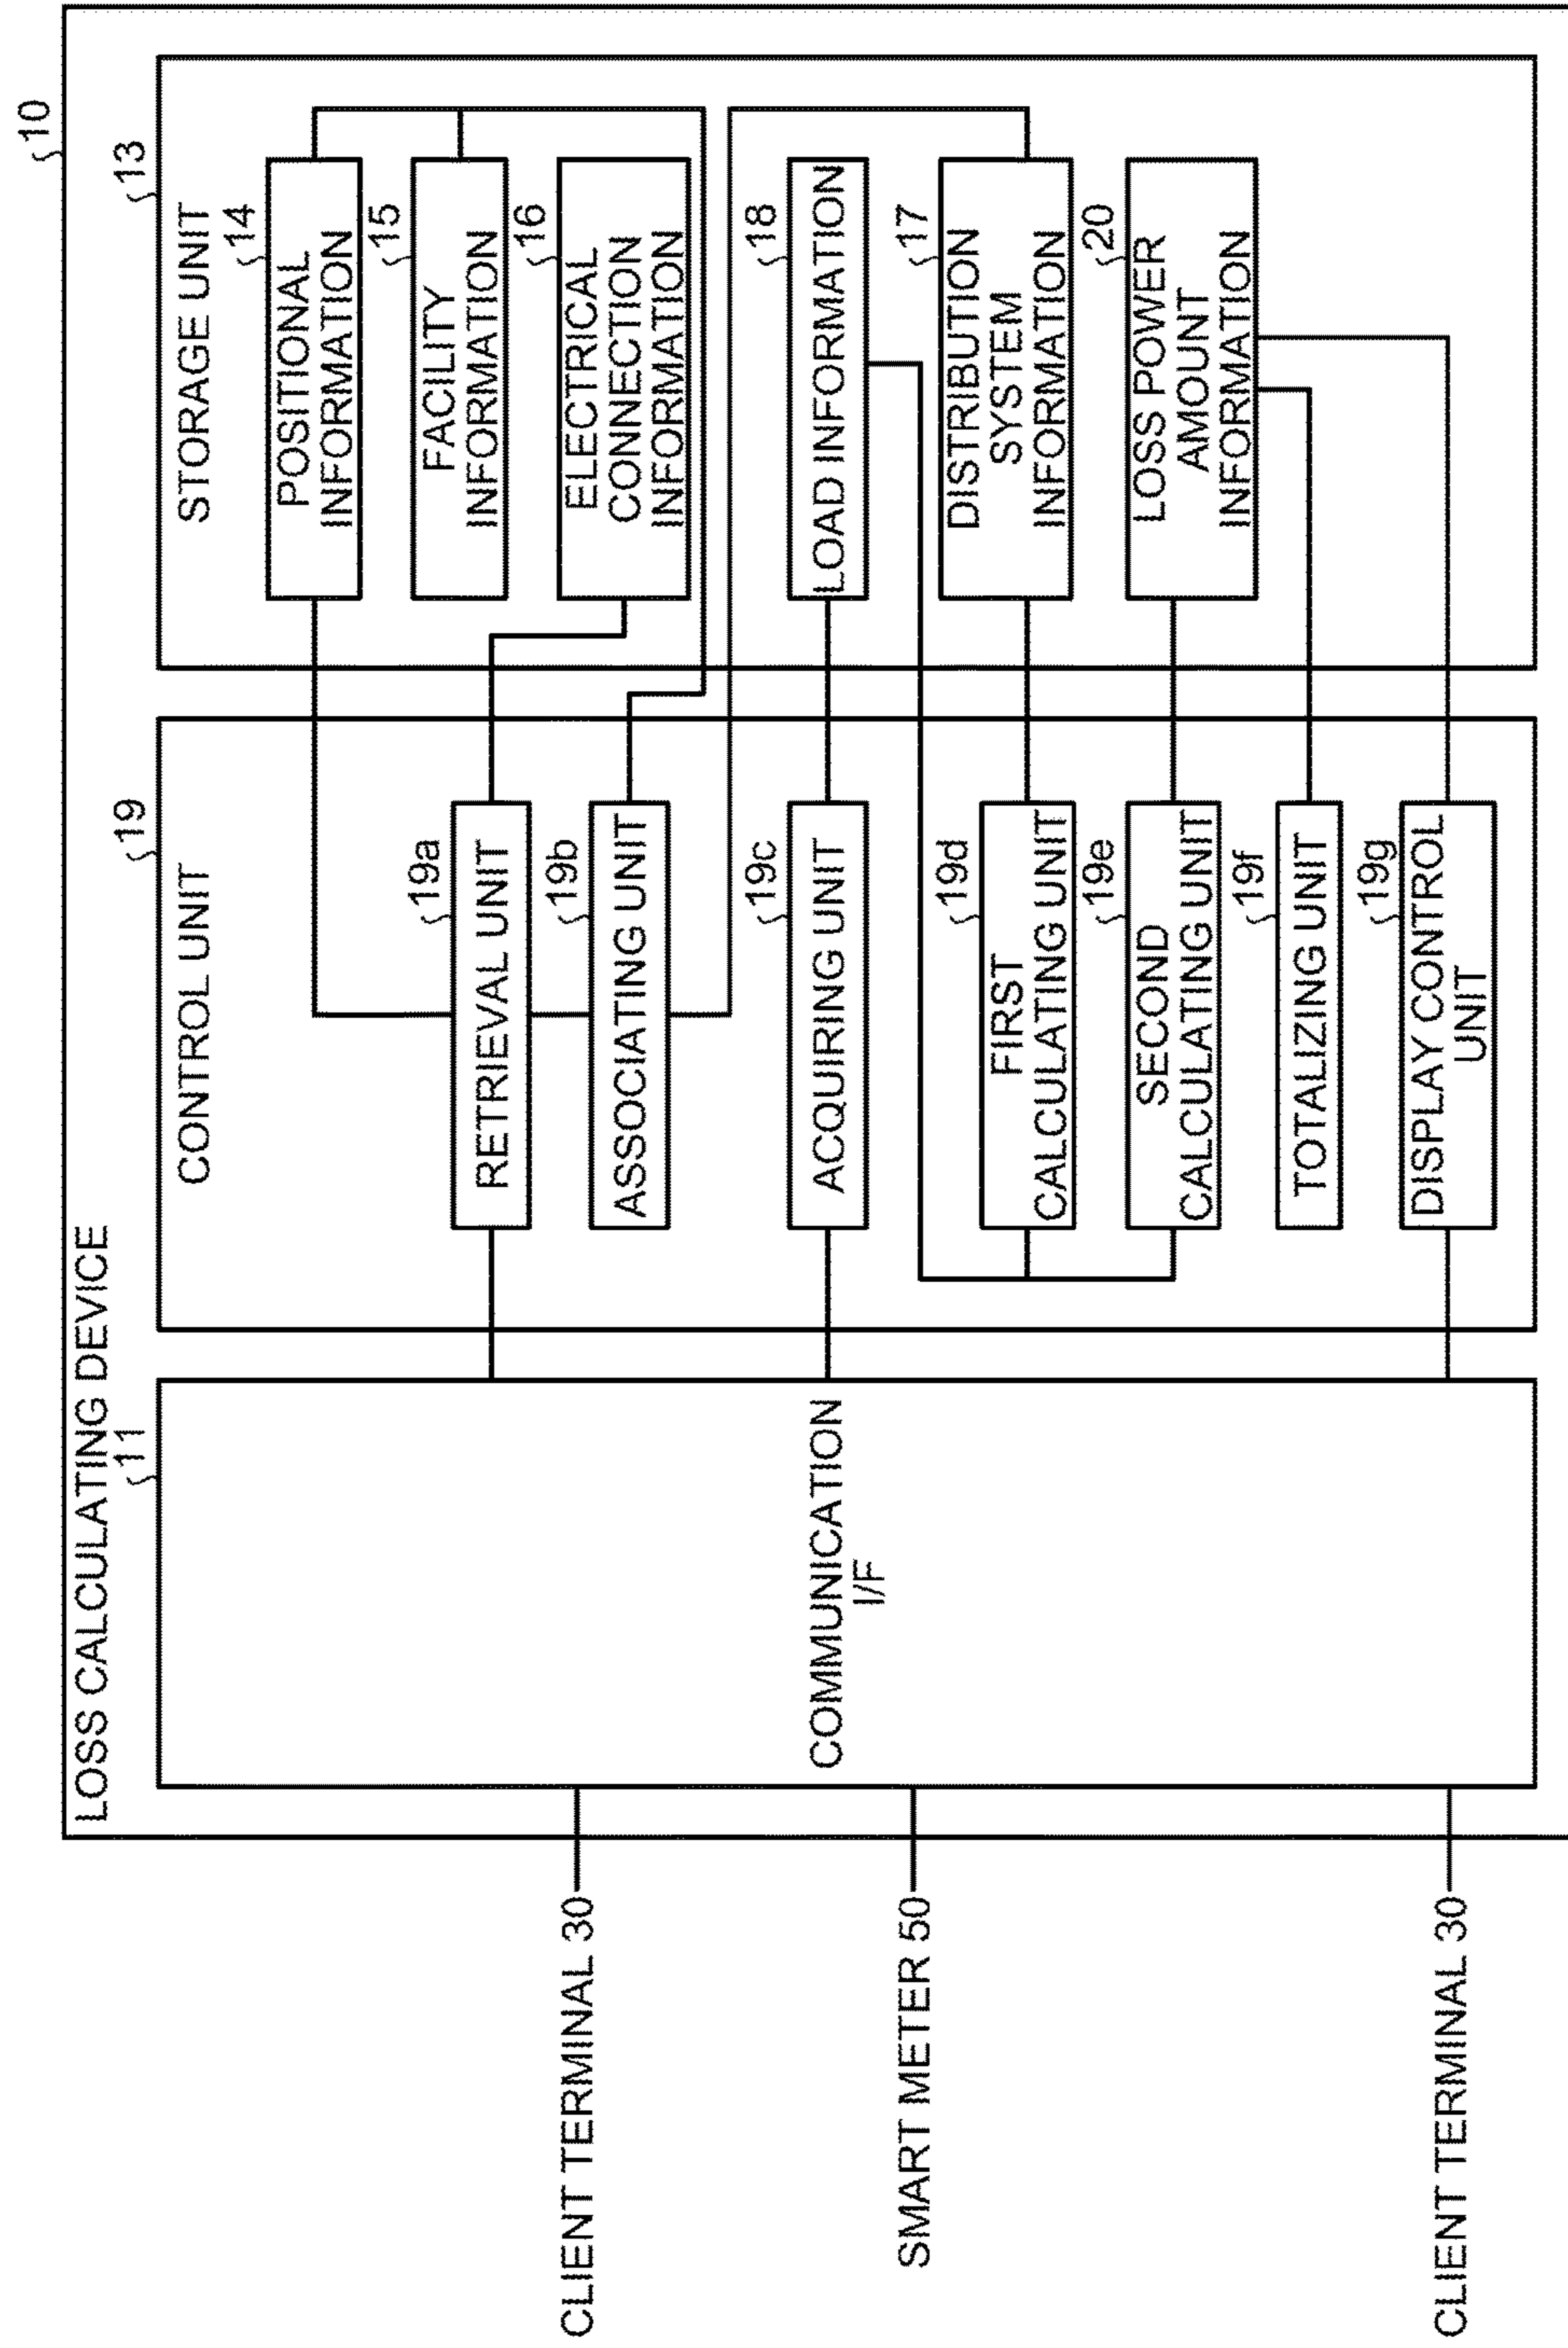 10
LOSS CALCULATING DEVICE
11
COMMUNICATION
I/F
CLIENT TERMINAL 30
SMART METER 50
CLIENT TERMINAL 30
19
CONTROL UNIT
19a
RETRIEVAL UNIT
19b
ASSOCIATING UNIT
19c
ACQUIRING UNIT
19d
FIRST
CALCULATING UNIT
19e
SECOND
CALCULATING UNIT
19f
TOTALIZING UNIT
19g
DISPLAY CONTROL
UNIT
13
STORAGE UNIT
14
POSITIONAL
INFORMATION
15
FACILITY
INFORMATION
16
ELECTRICAL
CONNECTION
INFORMATION
18
LOAD INFORMATION
17
DISTRIBUTION
SYSTEM
INFORMATION
20
LOSS POWER
AMOUNT
INFORMATION